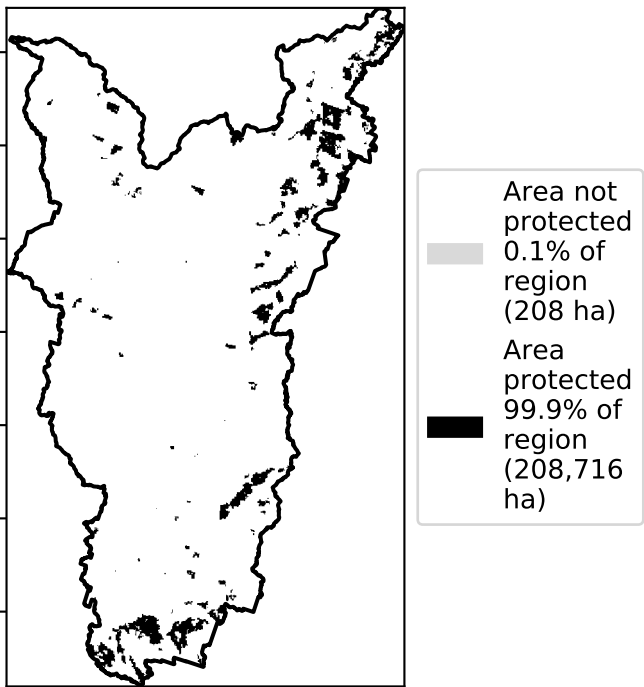 Area not
protected
0.1% of
region
(208 ha)
Area
protected
99.9% of
region
(208,716
ha)